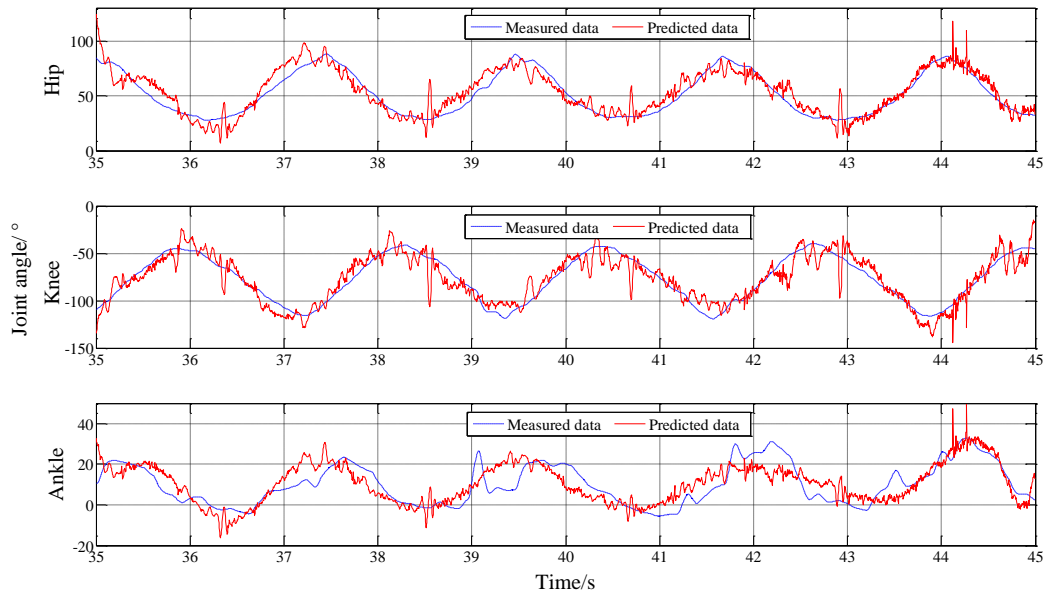 Measured data Predicted data
100
50
0
Hip
35 36 37 38 39 40 41 42 43 44 45
Measured data Predicted data
0
-50
-100
-150
Joint angle/ °
Knee
35 36 37 38 39 40 41 42 43 44 45
Measured data Predicted data
40
20
0
-20
Ankle
35 36 37 38 39 40 41 42 43 44 45
Time/s